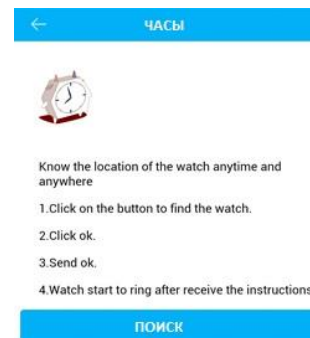 ЧАСЫ
Know the location of the watch anytime and
anywhere
1.Click on the button to find the watch.
2.Click ok.
3.Send ok.
4.Watch start to ring after receive the instructions
ПОИСК